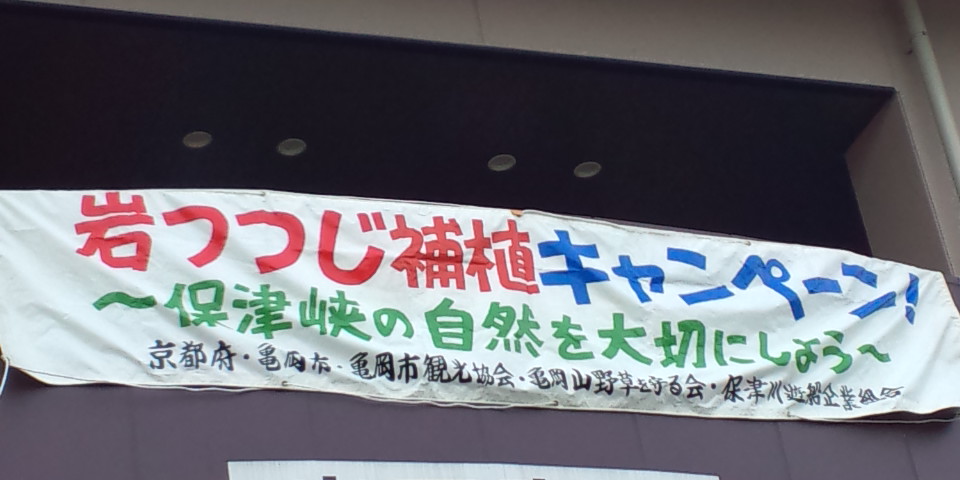 岩つつじ補植キャンペーン!
〜保津峡の自然を大切にしよう〜
京都府・亀岡市・亀岡市観光協会・亀岡山野草を守る会・保津川遊船企業組合